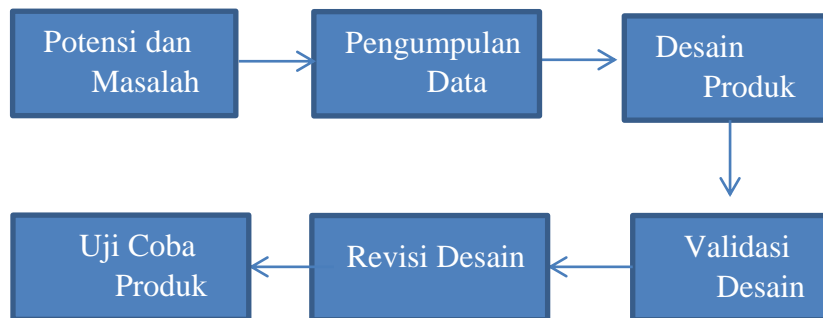 Potensi dan
Masalah
Pengumpulan
Data
Desain
Produk
Uji Coba
Produk
Revisi Desain
Validasi
Desain